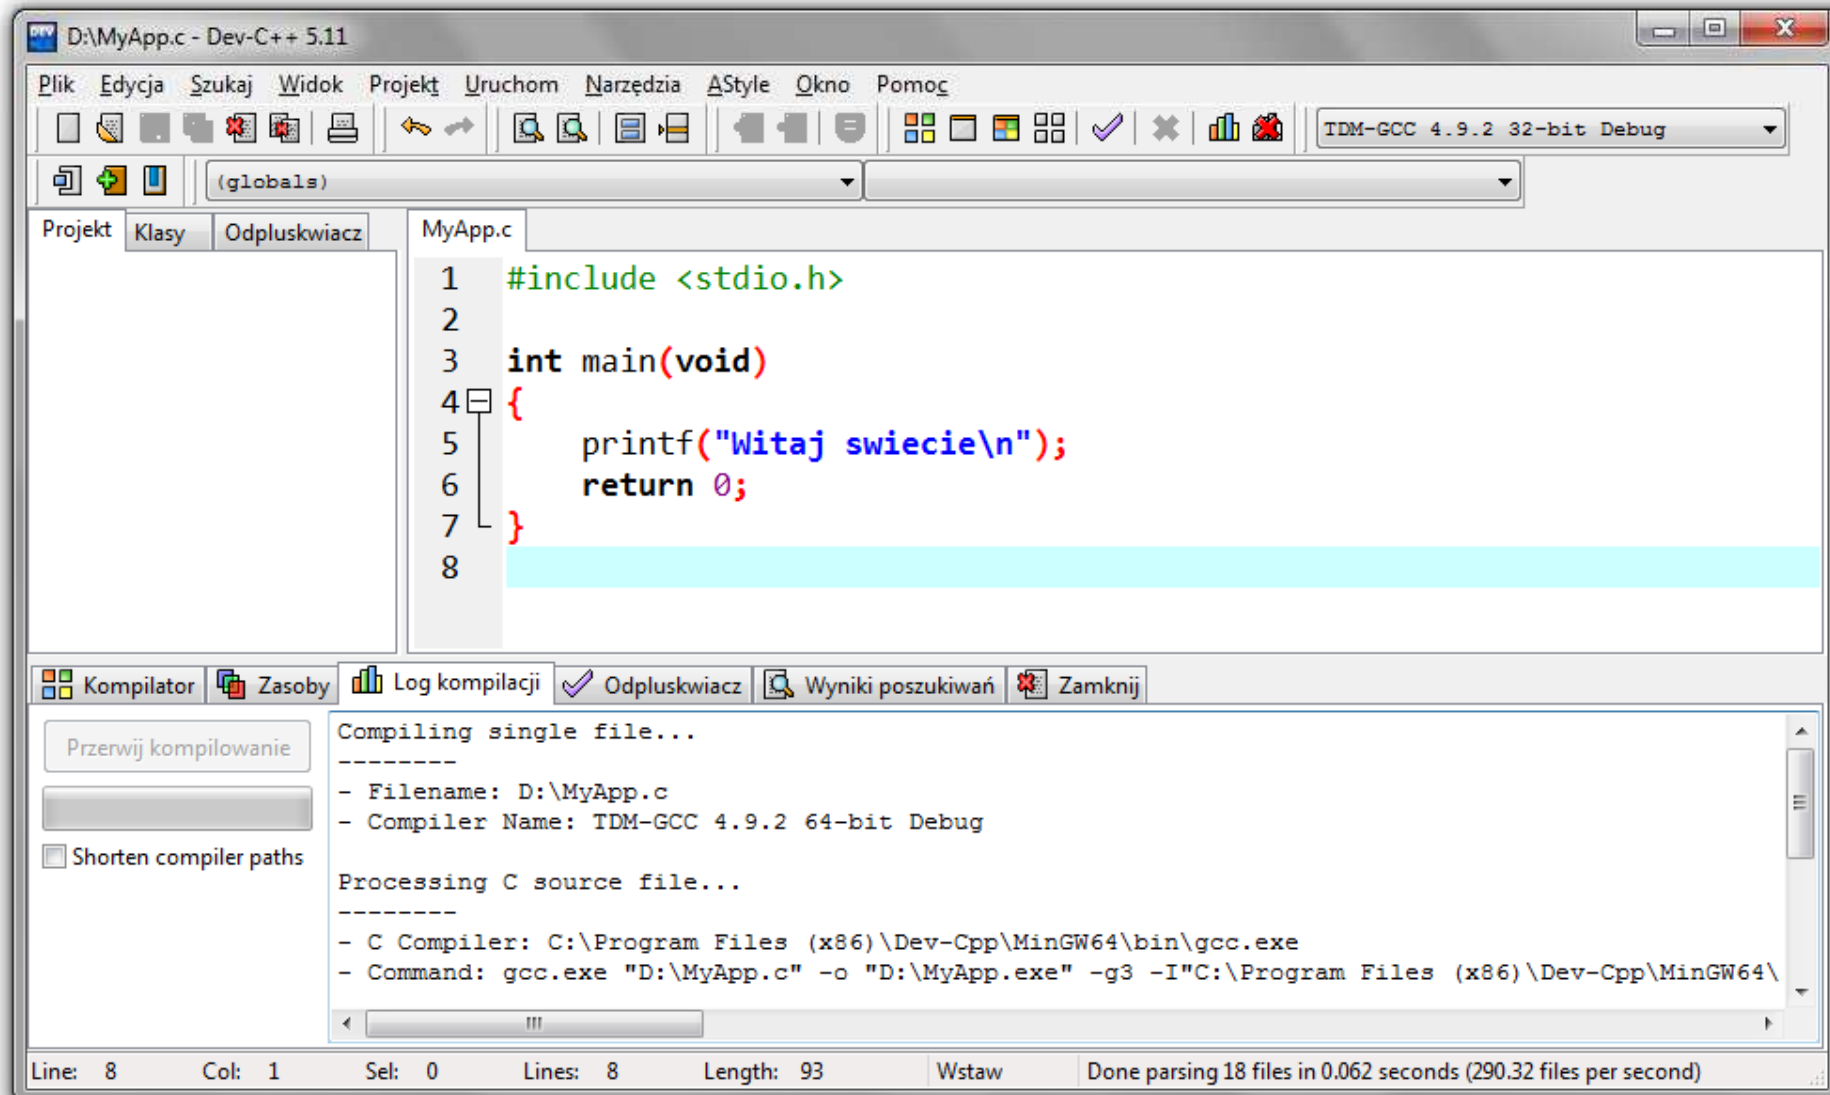 D:\MyApp.c - Dev-C++ 5.11
Plik Edycja Szukaj Widok Projekt Uruchom Narzędzia AStyle Okno Pomoc
TDM-GCC 4.9.2 32-bit Debug
(globals)
Projekt Klasy Odpluskwiacz MyApp.c
1 #include <stdio.h>
2
3 int main(void)
4 {
5     printf("Witaj swiecie\n");
6     return 0;
7 }
8
Kompilator Zasoby Log kompilacji Odpluskwiacz Wyniki poszukiwań Zamknij
Przerwij kompilowanie
Shorten compiler paths
Compiling single file...
--------
- Filename: D:\MyApp.c
- Compiler Name: TDM-GCC 4.9.2 64-bit Debug
Processing C source file...
--------
- C Compiler: C:\Program Files (x86)\Dev-Cpp\MinGW64\bin\gcc.exe
- Command: gcc.exe "D:\MyApp.c" -o "D:\MyApp.exe" -g3 -I"C:\Program Files (x86)\Dev-Cpp\MinGW64\
Line: 8 Col: 1 Sel: 0 Lines: 8 Length: 93 Wstaw Done parsing 18 files in 0.062 seconds (290.32 files per second)